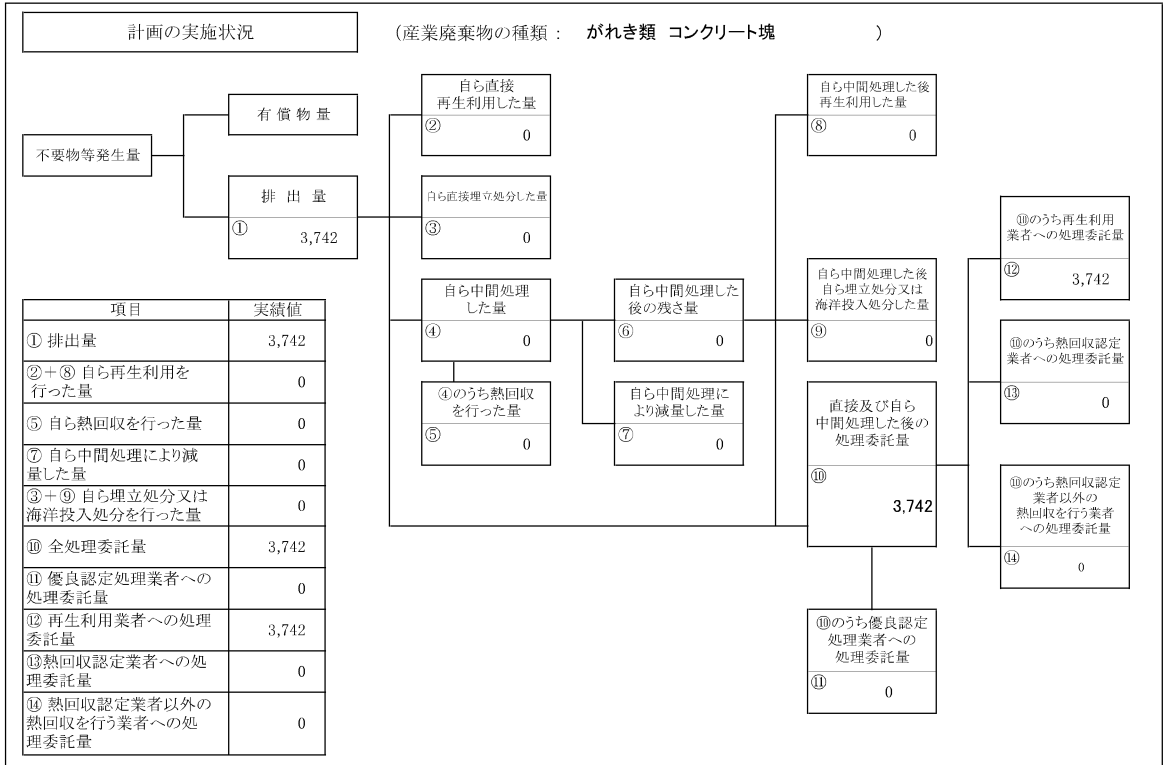 計画の実施状況
(産業廃棄物の種類： がれき類 コンクリート塊 )
不要物等発生量
有償物量
排出量
①
3,742
自ら直接
再生利用した量
②
0
自ら直接埋立処分した量
③
0
自ら中間処理
した量
④
0
④のうち熱回収
を行った量
⑤
0
自ら中間処理した
後の残さ量
⑥
0
自ら中間処理に
より減量した量
⑦
0
自ら中間処理した後
再生利用した量
⑧
0
自ら中間処理した後
自ら埋立処分又は
海洋投入処分した量
⑨
0
直接及び自ら
中間処理した後の
処理委託量
⑩
3,742
⑩のうち優良認定
処理業者への
処理委託量
⑪
0
⑩のうち再生利用
業者への処理委託量
⑫
3,742
⑩のうち熱回収認定
業者への処理委託量
⑬
0
⑩のうち熱回収認定
業者以外の
熱回収を行う業者
への処理委託量
⑭
0
項目 実績値
① 排出量 3,742
②＋⑧ 自ら再生利用を
行った量 0
⑤ 自ら熱回収を行った量 0
⑦ 自ら中間処理により減
量した量 0
③＋⑨ 自ら埋立処分又は
海洋投入処分を行った量 0
⑩ 全処理委託量 3,742
⑪ 優良認定処理業者への
処理委託量 0
⑫ 再生利用業者への処理
委託量 3,742
⑬熱回収認定業者への処
理委託量 0
⑭ 熱回収認定業者以外の
熱回収を行う業者への処
理委託量 0